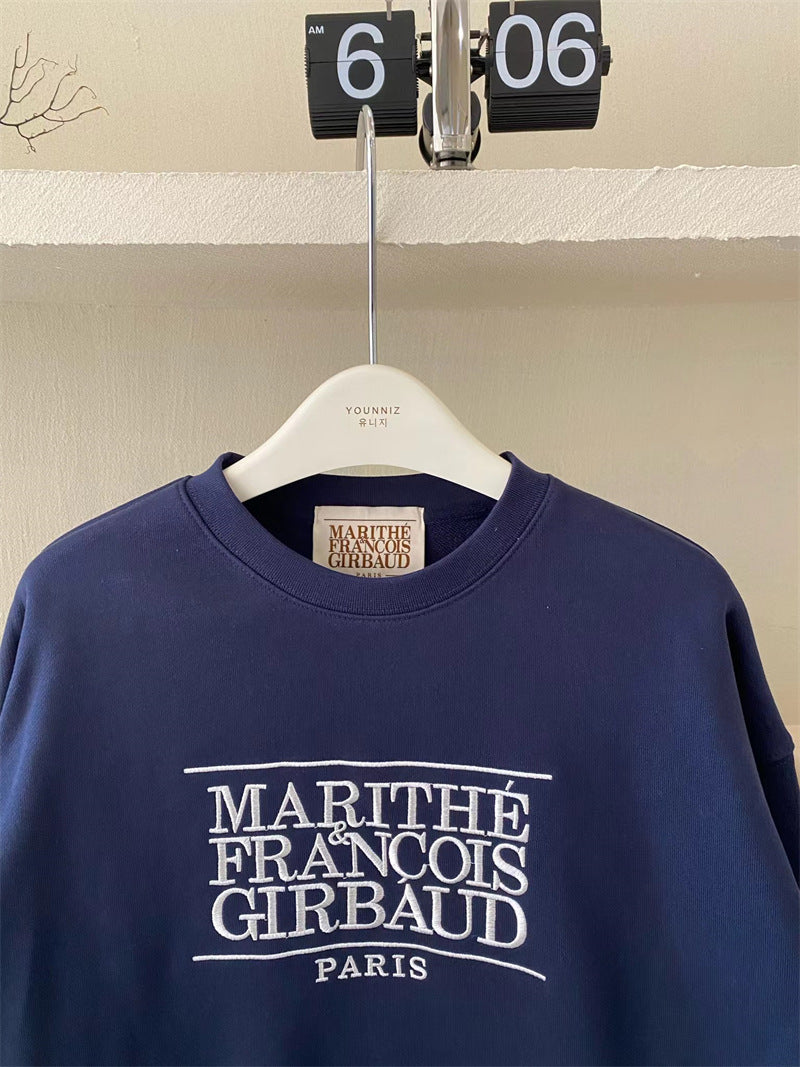 AM
6 06
YOUNNIZ
유니지
MARITHÉ
&
FRANÇOIS
GIRBAUD
PARIS
MARITHÉ
&
FRANÇOIS
GIRBAUD
PARIS